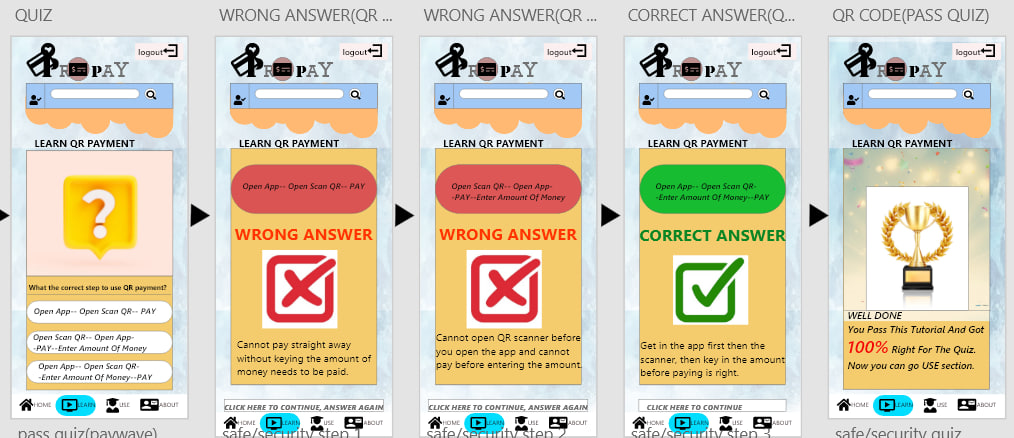 QUIZ
logout
PROPAY
LEARN QR PAYMENT
What the correct step to use QR payment?
Open App-- Open Scan QR-- PAY
Open Scan QR-- Open App-
-PAY--Enter Amount Of Money
Open App-- Open Scan QR-
-Enter Amount Of Money--PAY
HOME
LEARN
USE
ABOUT
pass quiz(paywave)
WRONG ANSWER(QR ...
logout
PROPAY
LEARN QR PAYMENT
Open App-- Open Scan QR-- PAY
WRONG ANSWER
Cannot pay straight away
without keying the amount of
money needs to be paid.
CLICK HERE TO CONTINUE, ANSWER AGAIN
HOME
LEARN
USE
ABOUT
safe/security step 1
WRONG ANSWER(QR ...
logout
PROPAY
LEARN QR PAYMENT
Open Scan QR-- Open App-
-PAY--Enter Amount Of Money
WRONG ANSWER
Cannot open QR scanner before
you open the app and cannot
pay before entering the amount.
CLICK HERE TO CONTINUE, ANSWER AGAIN
HOME
LEARN
USE
ABOUT
safe/security step 2
CORRECT ANSWER(Q...
logout
PROPAY
LEARN QR PAYMENT
Open App-- Open Scan QR-
-Enter Amount Of Money--PAY
CORRECT ANSWER
Get in the app first then the
scanner, then key in the amount
before paying is right.
CLICK HERE TO CONTINUE
HOME
LEARN
USE
ABOUT
safe/security step 3
QR CODE(PASS QUIZ)
logout
PROPAY
LEARN QR PAYMENT
WELL DONE
You Pass This Tutorial And Got
100% Right For The Quiz.
Now you can go USE section.
HOME
LEARN
USE
ABOUT
safe/security quiz